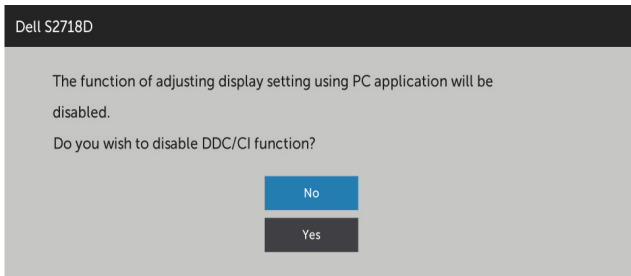 Dell S2718D
The function of adjusting display setting using PC application will be
disabled.
Do you wish to disable DDC/CI function?
No
Yes